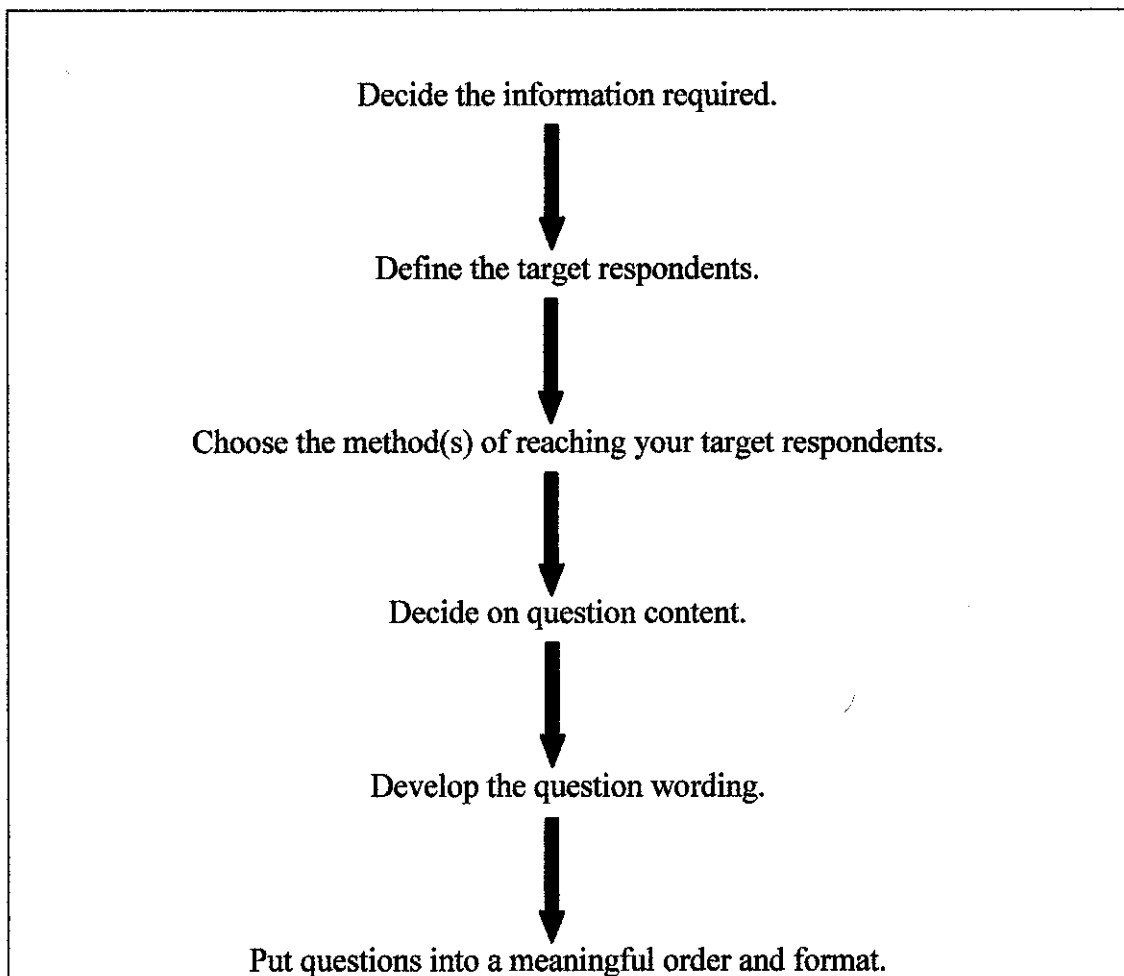 Decide the information required.
Define the target respondents.
Choose the method(s) of reaching your target respondents.
Decide on question content.
Develop the question wording.
Put questions into a meaningful order and format.